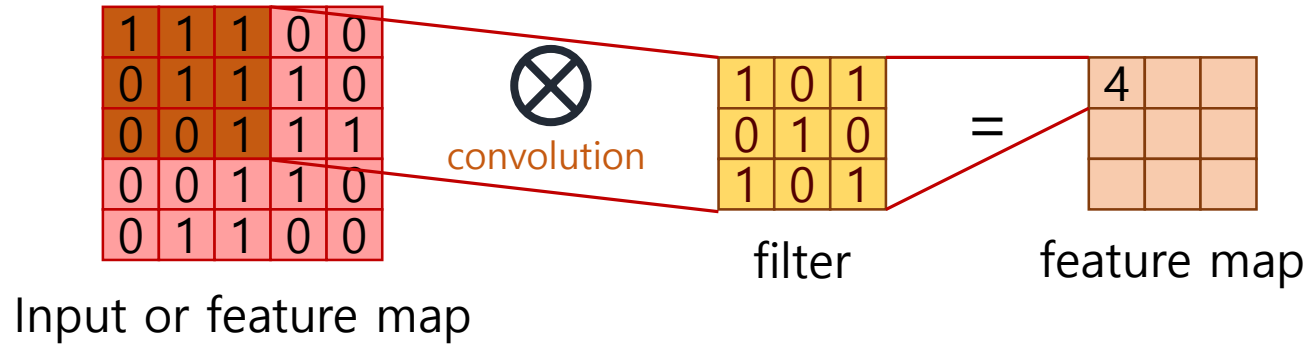 1 1 1 0 0
0 1 1 1 0
0 0 1 1 1
0 0 1 1 0
0 1 1 0 0
Input or feature map
convolution
1 0 1
0 1 0
1 0 1
filter
=
4
feature map